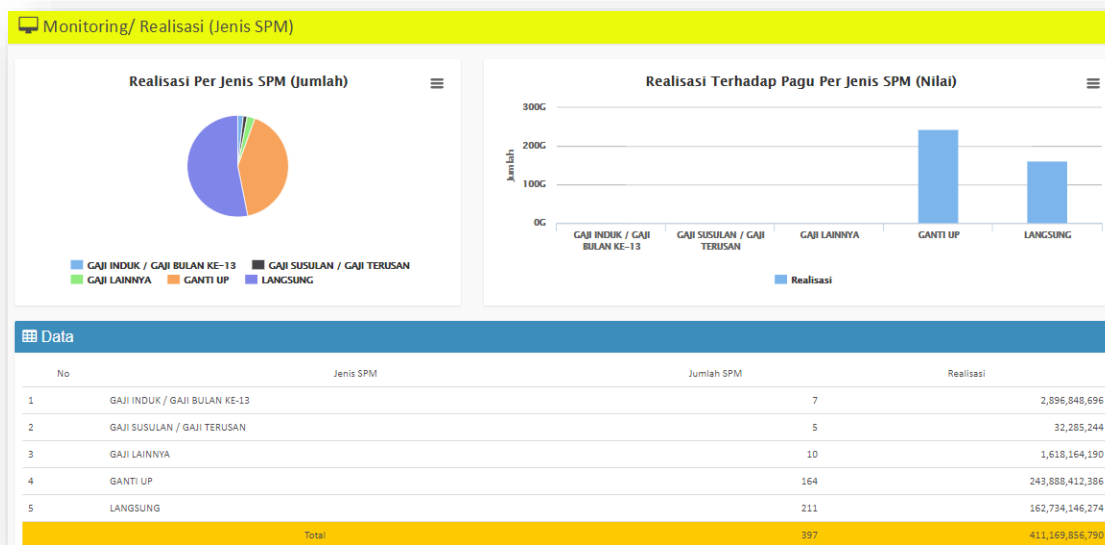 Monitoring/ Realisasi (Jenis SPM)
Realisasi Per Jenis SPM (Jumlah)
GAJI INDUK / GAJI BULAN KE-13 GAJI SUSULAN / GAJI TERUSAN
GAJI LAINNYA GANTI UP LANGSUNG
Realisasi Terhadap Pagu Per Jenis SPM (Nilai)
Jumlah
300G
200G
100G
0G
GAJI INDUK / GAJI BULAN KE-13
GAJI SUSULAN / GAJI TERUSAN
GAJI LAINNYA
GANTI UP
LANGSUNG
Realisasi
Data
No Jenis SPM Jumlah SPM Realisasi
1 GAJI INDUK / GAJI BULAN KE-13 7 2,896,848,696
2 GAJI SUSULAN / GAJI TERUSAN 5 32,285,244
3 GAJI LAINNYA 10 1,618,164,190
4 GANTI UP 164 243,888,412,386
5 LANGSUNG 211 162,734,146,274
Total 397 411,169,856,790